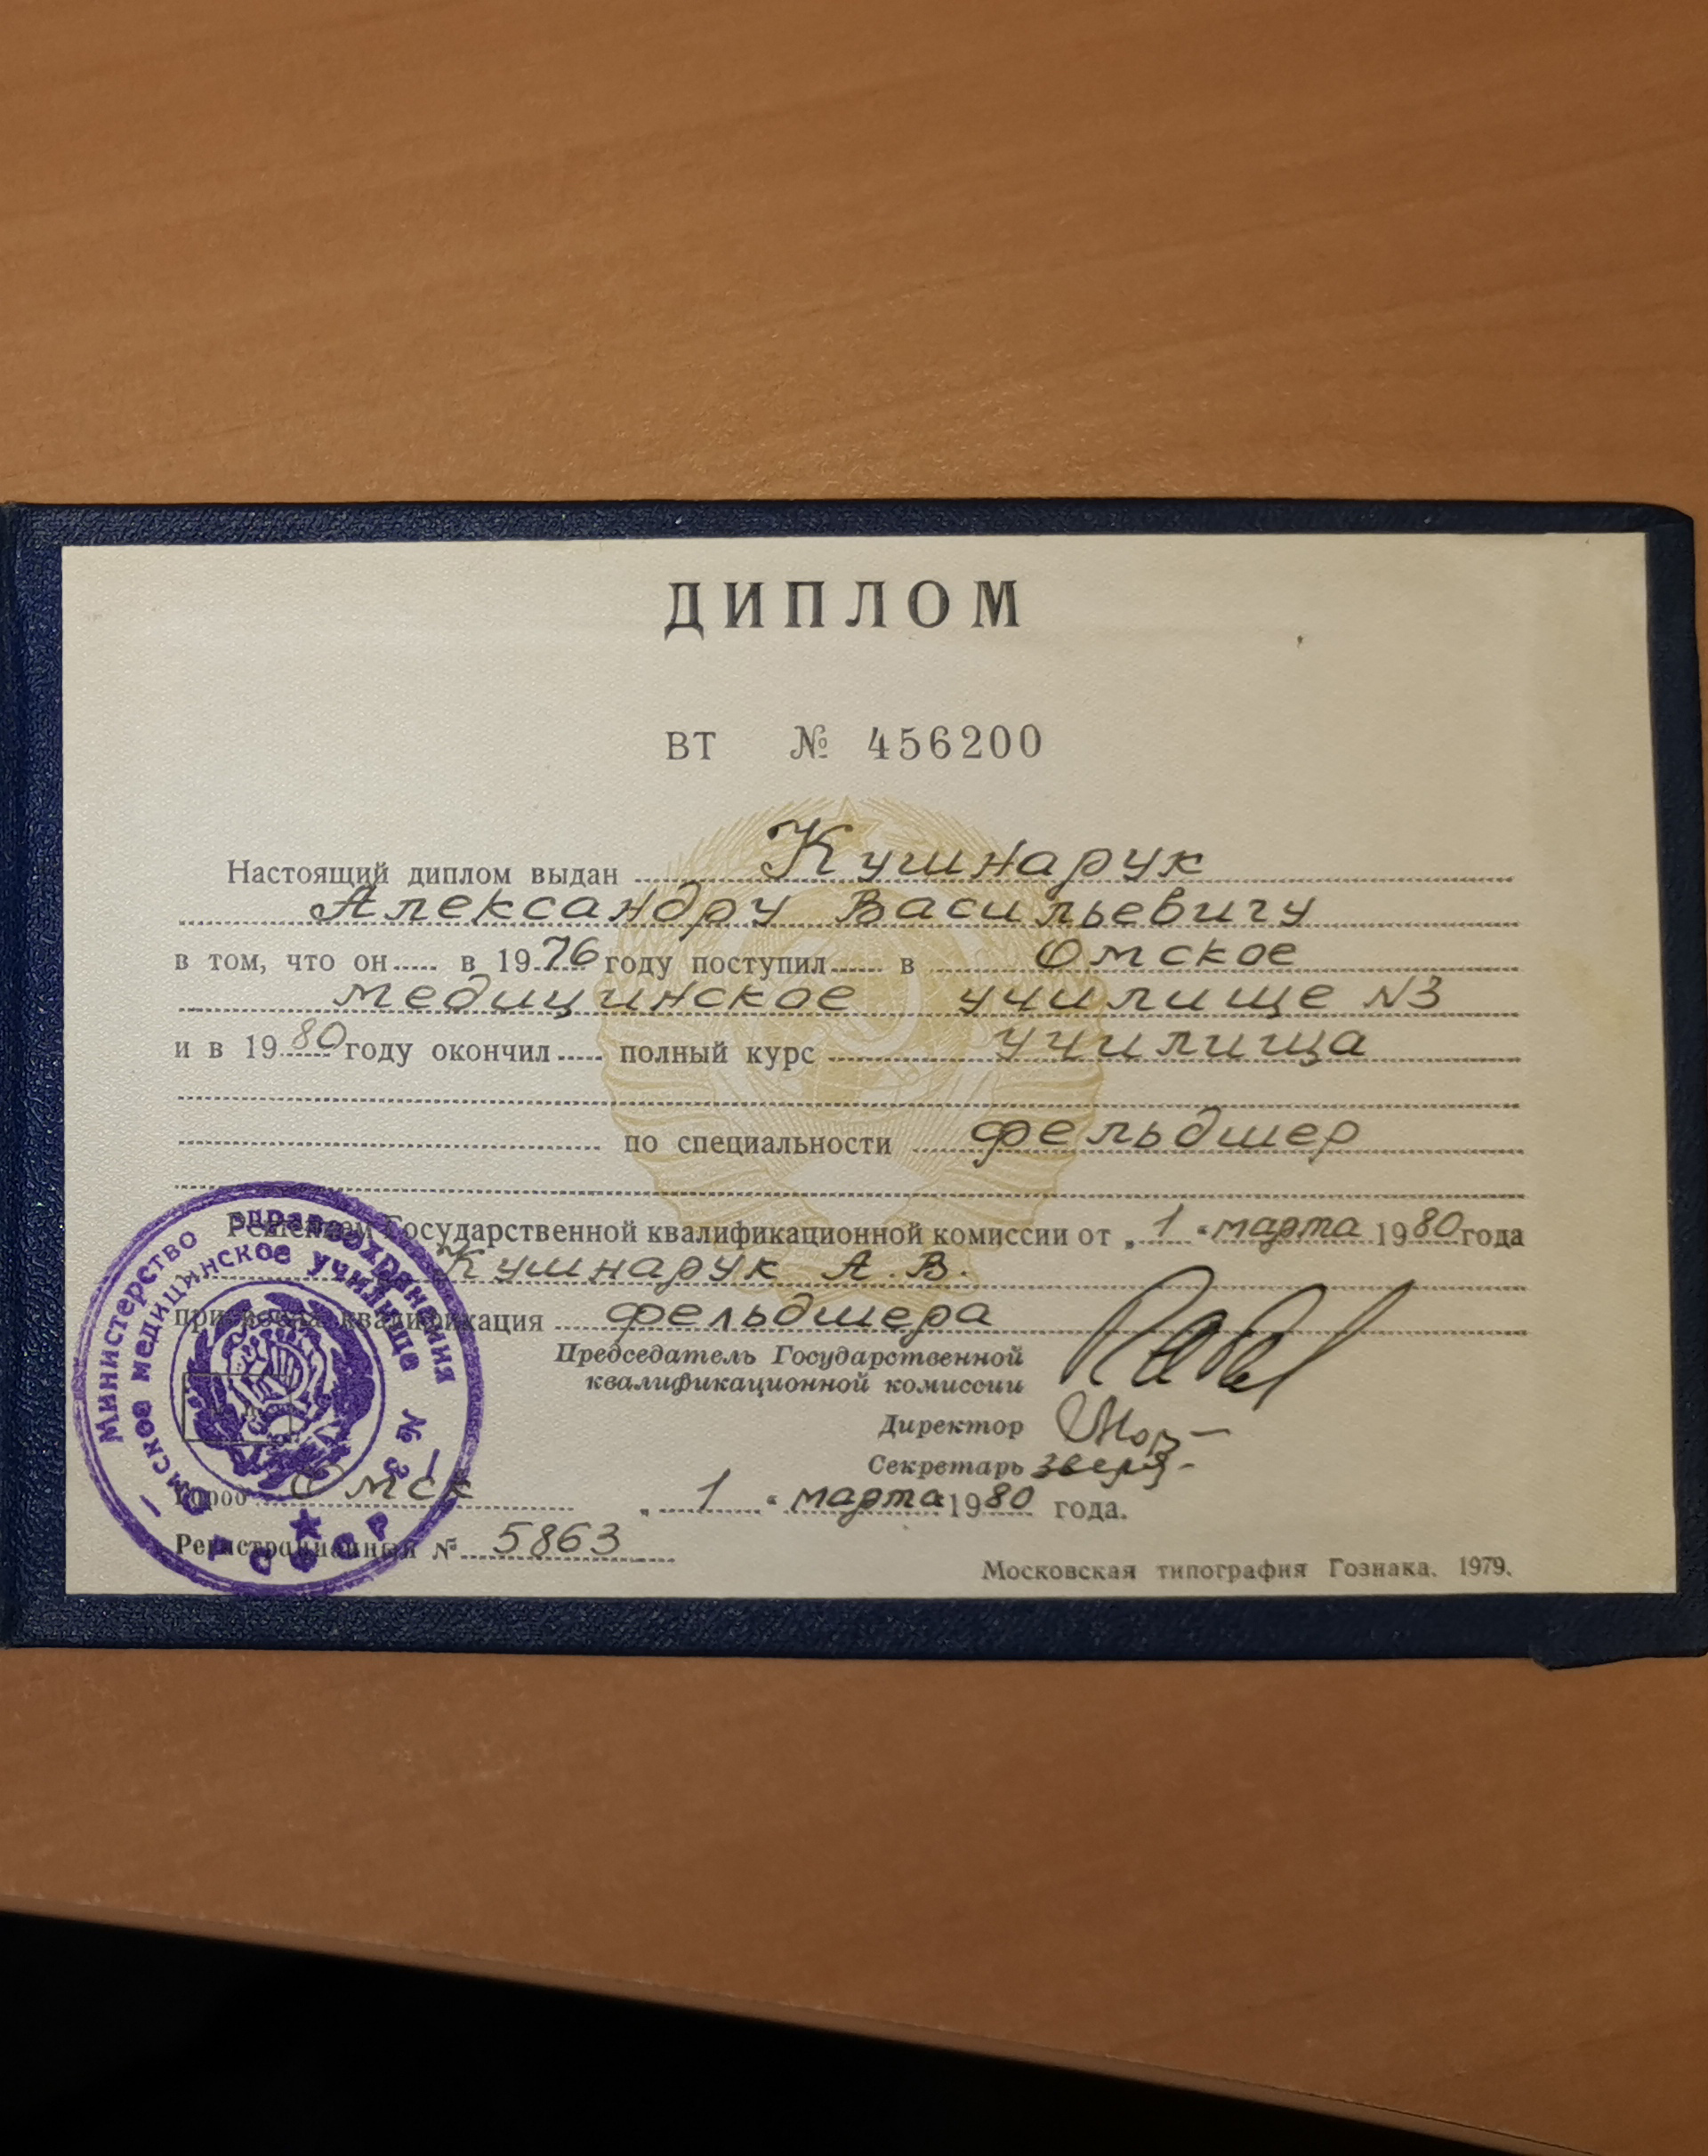 ДИПЛОМ
ВТ № 456200
Настоящий диплом выдан Кушнарук
Александру Васильевичу
в том, что он в 1976 году поступил в Омское
медицинское училище №3
и в 1980 году окончил полный курс училища
по специальности фельдшер
Решением Государственной квалификационной комиссии от „1“ марта 1980 года
Кушнарук А.В.
присвоена квалификация фельдшера
Председатель Государственной
квалификационной комиссии
Директор
Секретарь
Город Омск „1“ марта 1980 года.
Регистрационный № 5863
Московская типография Гознака. 1979.
Министерство здравоохранения РСФСР
Омское медицинское училище № 3